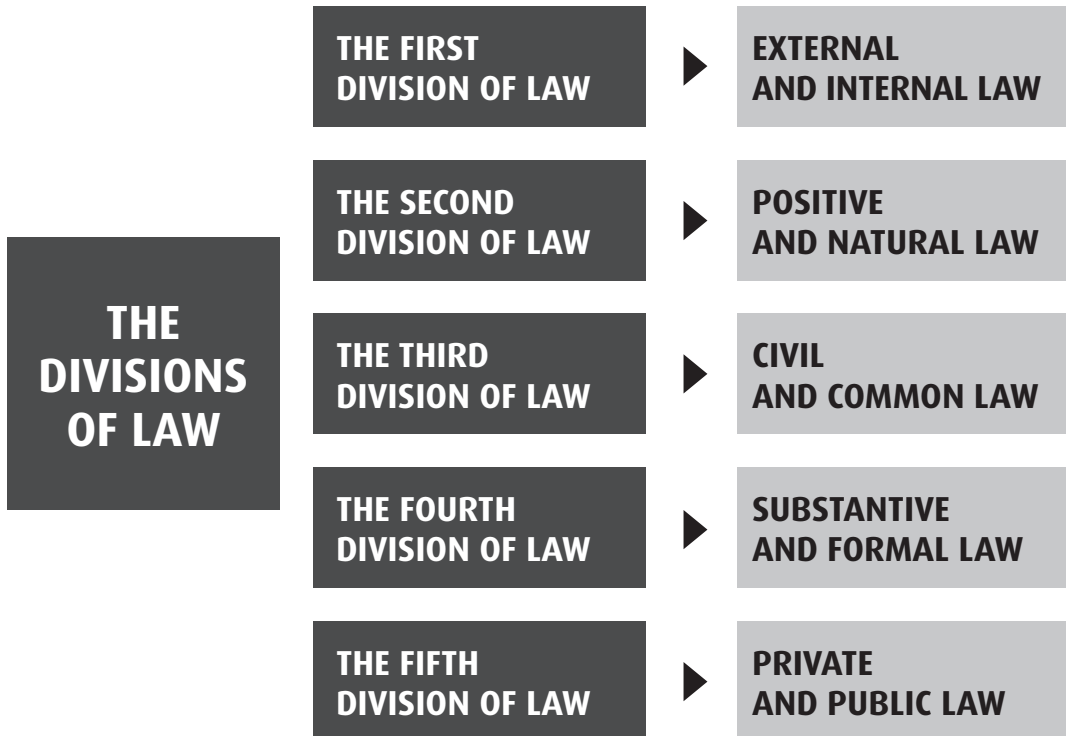 THE
DIVISIONS
OF LAW
THE FIRST
DIVISION OF LAW
EXTERNAL
AND INTERNAL LAW
THE SECOND
DIVISION OF LAW
POSITIVE
AND NATURAL LAW
THE THIRD
DIVISION OF LAW
CIVIL
AND COMMON LAW
THE FOURTH
DIVISION OF LAW
SUBSTANTIVE
AND FORMAL LAW
THE FIFTH
DIVISION OF LAW
PRIVATE
AND PUBLIC LAW